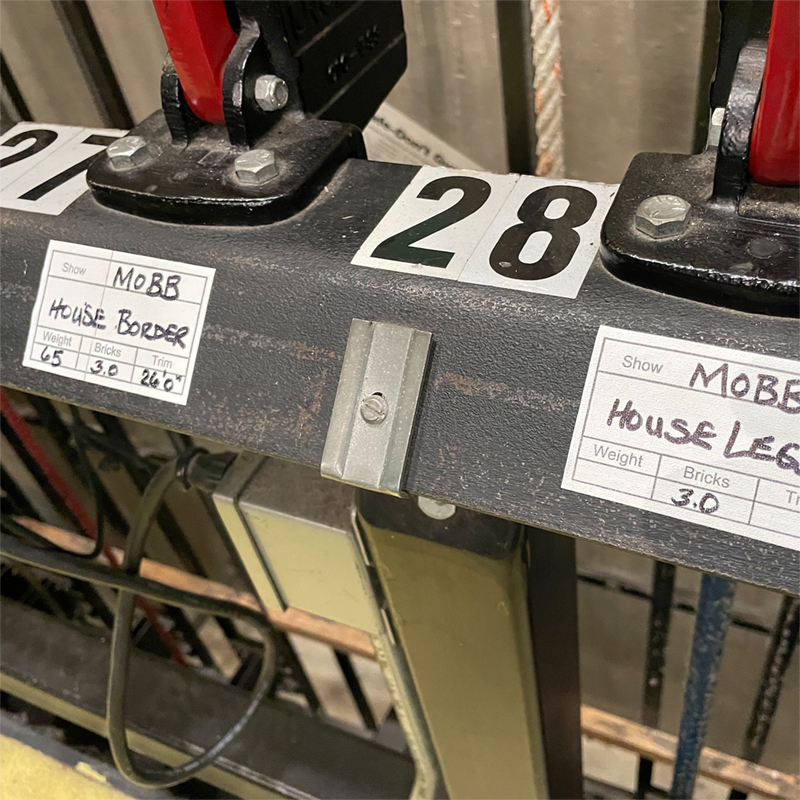 27
28
Show MOBB
HOUSE BORDER
Weight Bricks Trim
65 3.0 26'0"
Show MOBB
HOUSE LEG
Weight Bricks
3.0